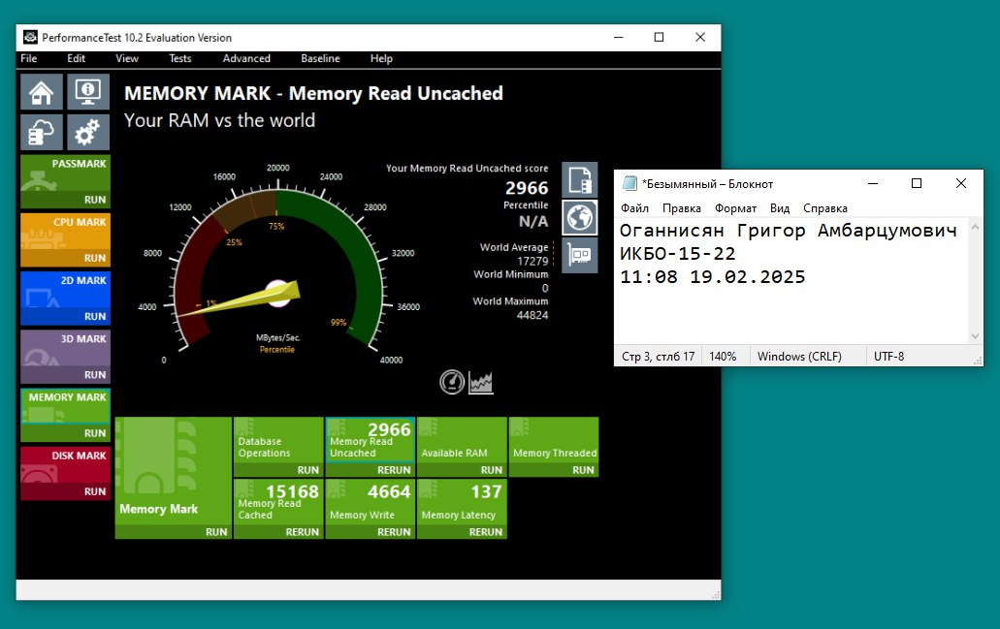 PerformanceTest 10.2 Evaluation Version
File Edit View Tests Advanced Baseline Help
MEMORY MARK - Memory Read Uncached
Your RAM vs the world
PASSMARK
RUN
CPU MARK
RUN
2D MARK
RUN
3D MARK
RUN
MEMORY MARK
RUN
DISK MARK
RUN
0
4000
8000
12000
16000
20000
24000
28000
32000
36000
40000
1%
25%
75%
99%
MBytes/Sec.
Percentile
Your Memory Read Uncached score
2966
Percentile
N/A
World Average
17279
World Minimum
0
World Maximum
44824
Memory Mark
RUN
Database
Operations
RUN
2966
Memory Read
Uncached
RERUN
Available RAM
RUN
Memory Threaded
RUN
15168
Memory Read
Cached
RERUN
4664
Memory Write
RERUN
137
Memory Latency
RERUN
*Безымянный – Блокнот
Файл Правка Формат Вид Справка
Оганнисян Григор Амбарцумович
ИКБО-15-22
11:08 19.02.2025
Стр 3, стлб 17 140% Windows (CRLF) UTF-8